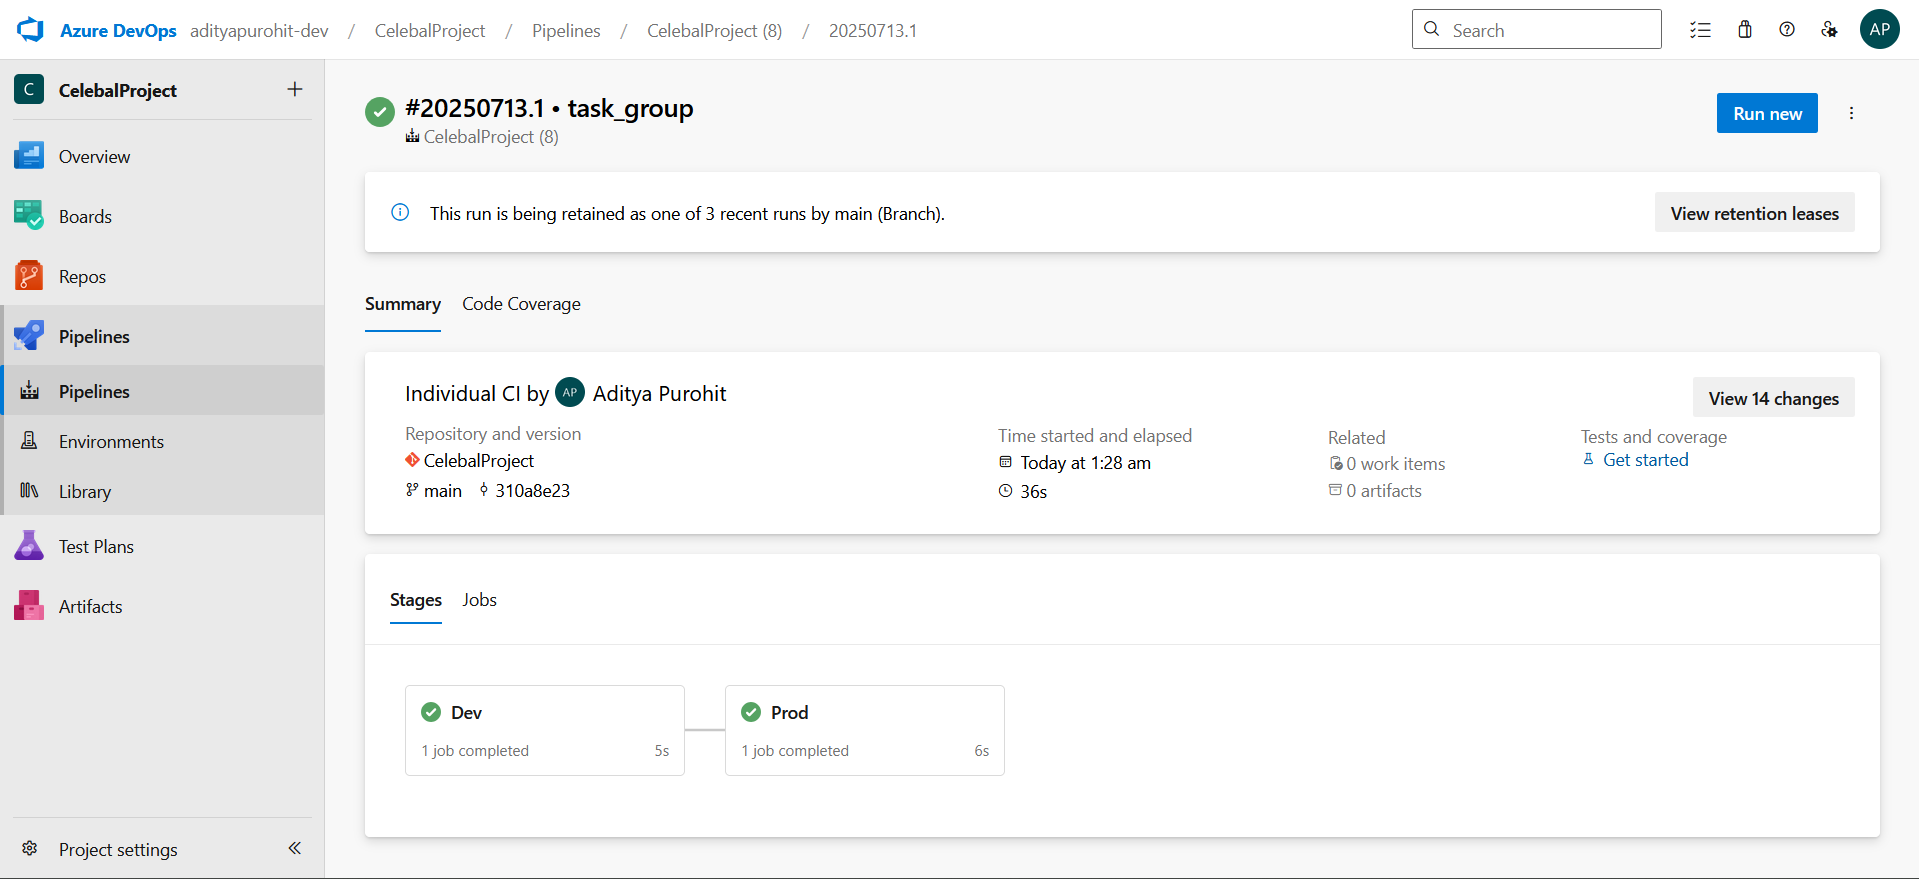 Azure DevOps adityapurohit-dev / CelebalProject / Pipelines / CelebalProject (8) / 20250713.1
Search
AP
C CelebalProject
Overview
Boards
Repos
Pipelines
Pipelines
Environments
Library
Test Plans
Artifacts
Project settings
#20250713.1 • task_group
CelebalProject (8)
Run new
This run is being retained as one of 3 recent runs by main (Branch).
View retention leases
Summary Code Coverage
Individual CI by AP Aditya Purohit
View 14 changes
Repository and version
CelebalProject
main 310a8e23
Time started and elapsed
Today at 1:28 am
36s
Related
0 work items
0 artifacts
Tests and coverage
Get started
Stages Jobs
Dev
1 job completed 5s
Prod
1 job completed 6s